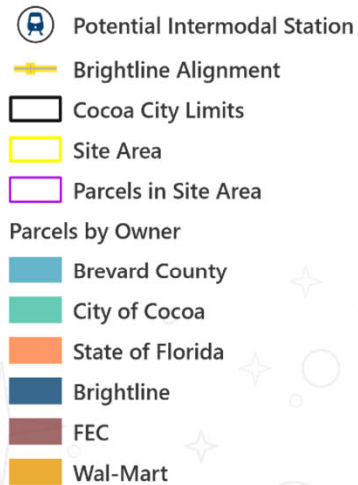 Potential Intermodal Station
Brightline Alignment
Cocoa City Limits
Site Area
Parcels in Site Area
Parcels by Owner
Brevard County
City of Cocoa
State of Florida
Brightline
FEC
Wal-Mart